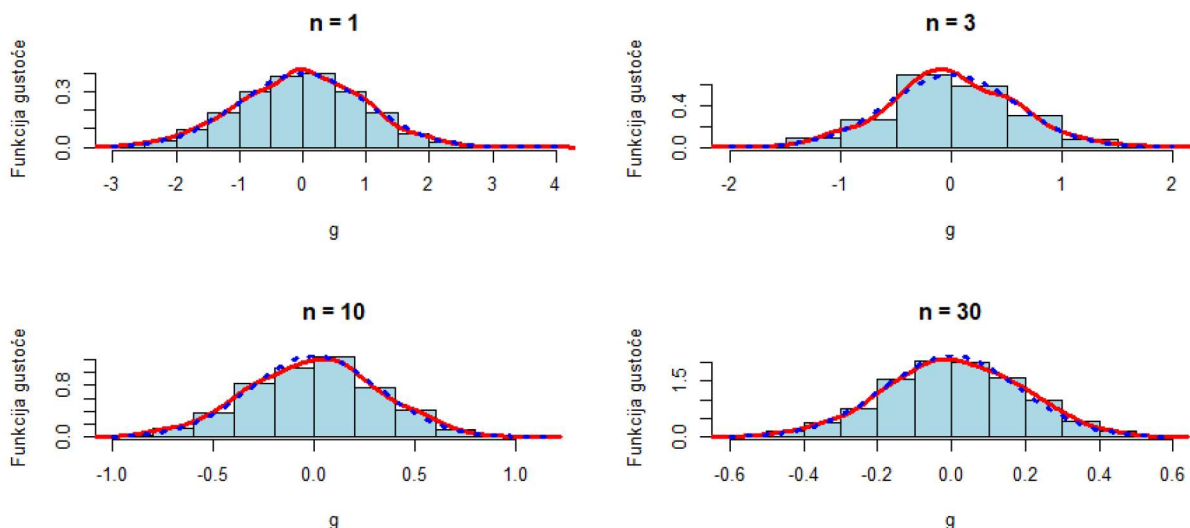 n = 1
Funkcija gustoće
0.0
0.3
-3 -2 -1 0 1 2 3 4
g
n = 3
Funkcija gustoće
0.0
0.4
-2 -1 0 1 2
g
n = 10
Funkcija gustoće
0.0
0.8
-1.0 -0.5 0.0 0.5 1.0
g
n = 30
Funkcija gustoće
0.0
1.5
-0.6 -0.4 -0.2 0.0 0.2 0.4 0.6
g